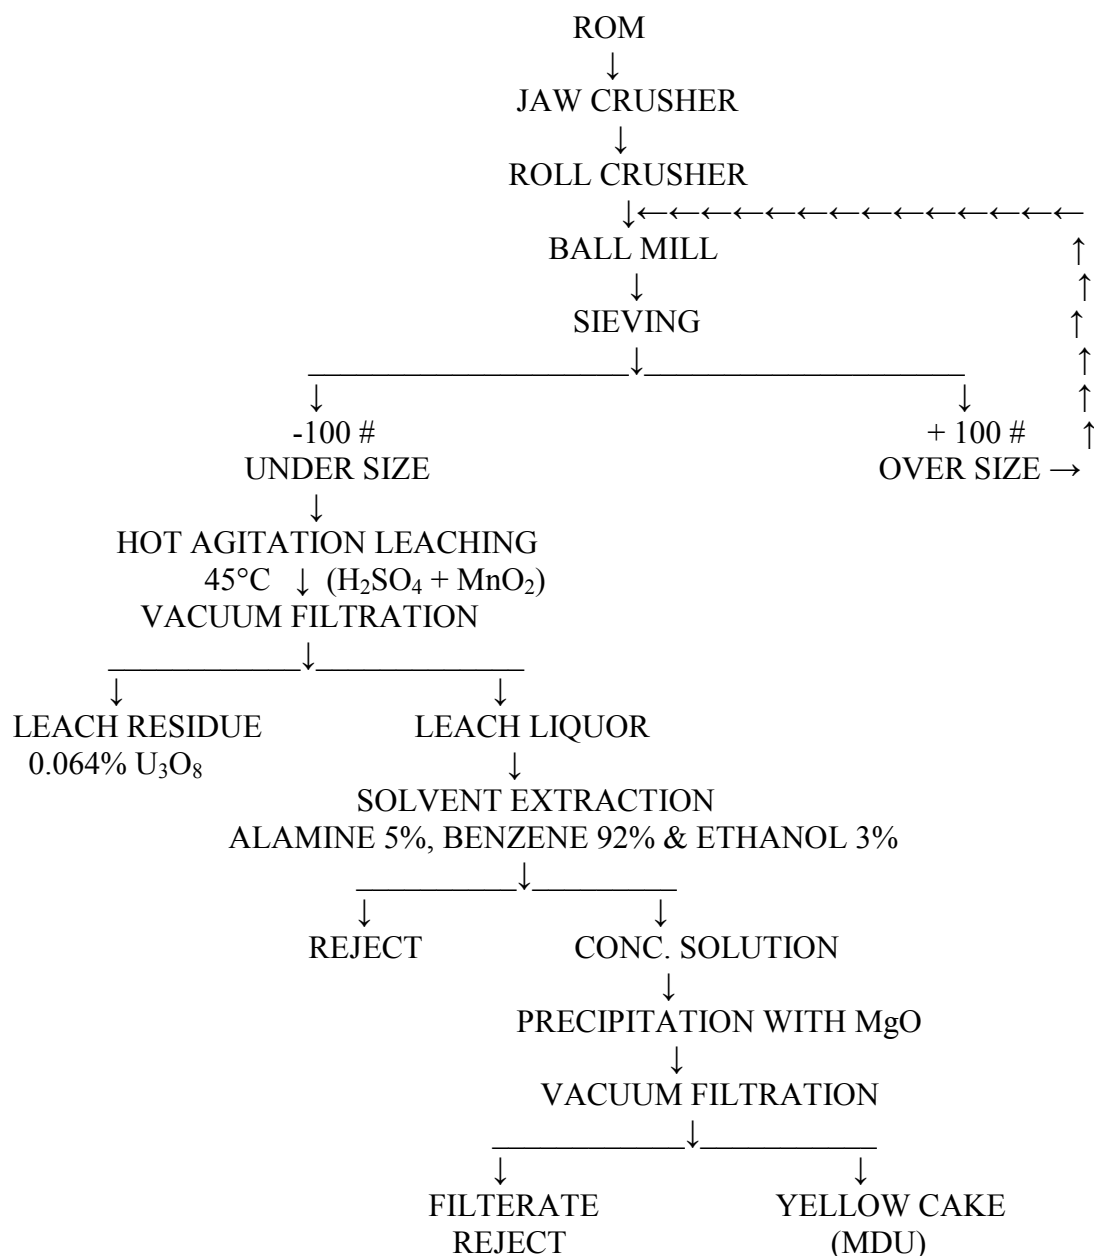 ROM
↓
JAW CRUSHER
↓
ROLL CRUSHER
↓←←←←←←←←←←←←←←
BALL MILL ↑
↓ ↑
SIEVING ↑
↓ ↑
↓ ↓ ↑
-100 # + 100 # ↑
UNDER SIZE OVER SIZE →
↓
HOT AGITATION LEACHING
45°C ↓ (H₂SO₄ + MnO₂)
VACUUM FILTRATION
↓
↓ ↓
LEACH RESIDUE LEACH LIQUOR
0.064% U₃O₈ ↓
SOLVENT EXTRACTION
ALAMINE 5%, BENZENE 92% & ETHANOL 3%
↓
↓ ↓
REJECT CONC. SOLUTION
↓
PRECIPITATION WITH MgO
↓
VACUUM FILTRATION
↓
↓ ↓
FILTERATE YELLOW CAKE
REJECT (MDU)